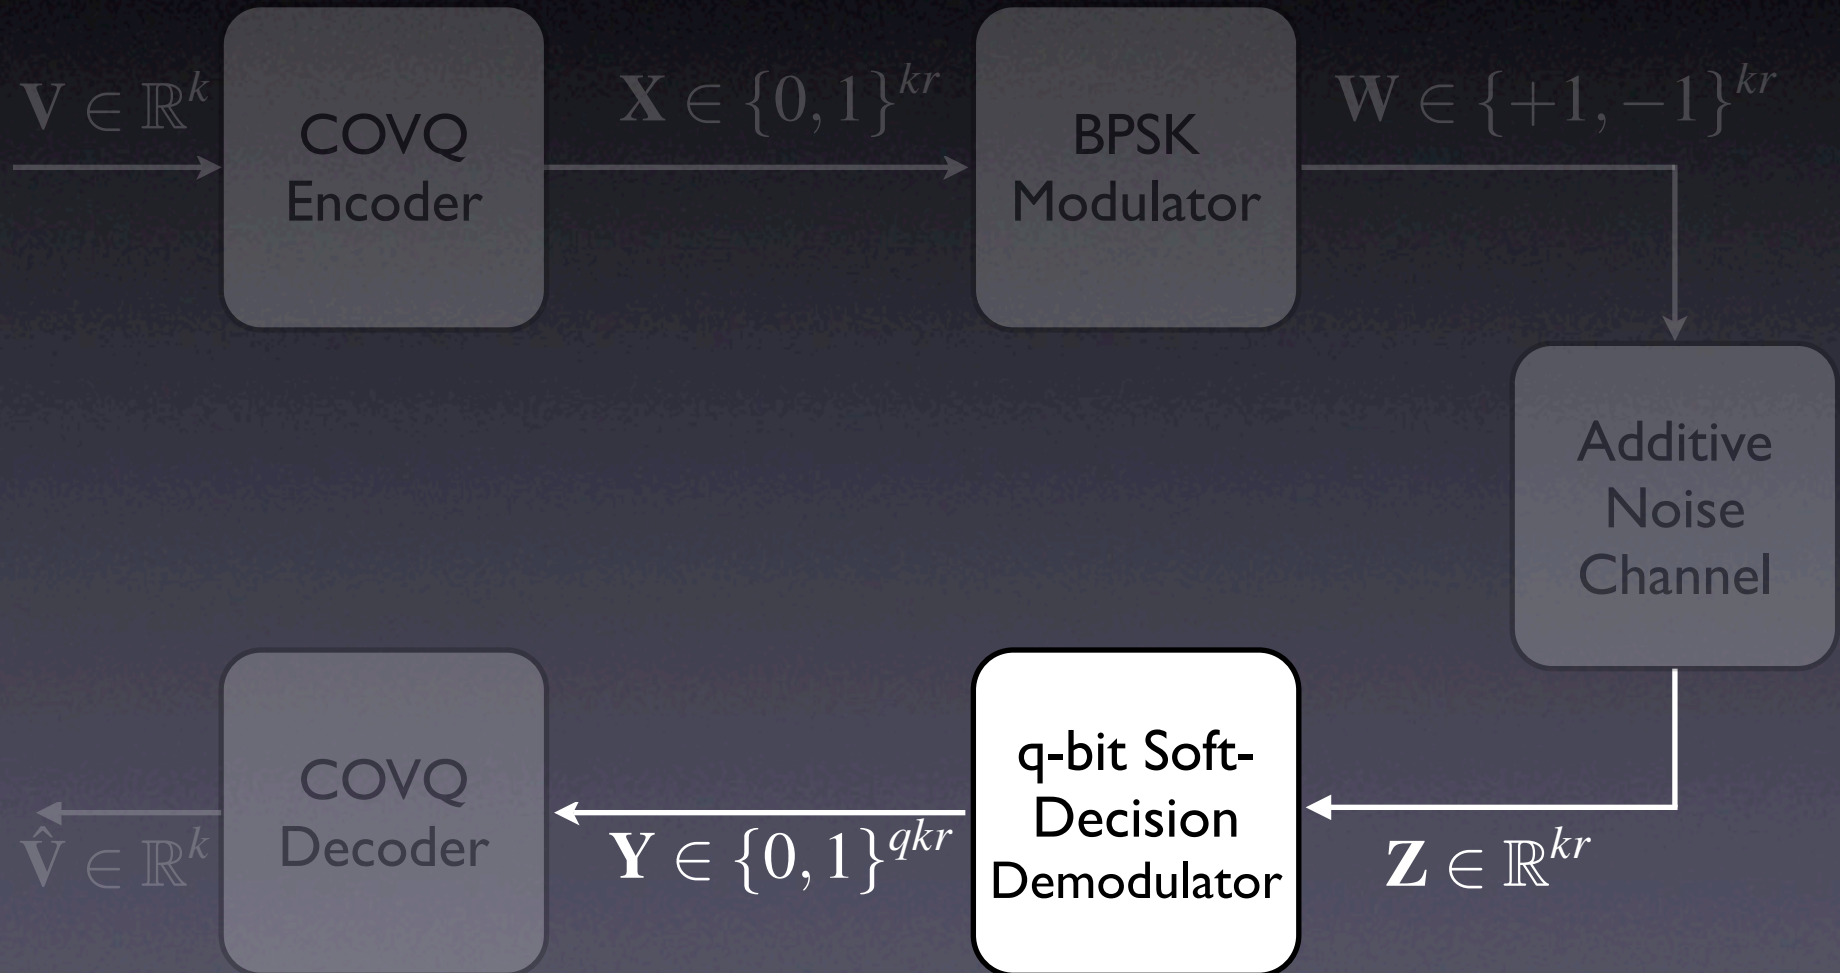 V ∈ ℝ^k
COVQ
Encoder
X ∈ {0, 1}^{kr}
BPSK
Modulator
W ∈ {+1, −1}^{kr}
Additive
Noise
Channel
Z ∈ ℝ^{kr}
q-bit Soft-
Decision
Demodulator
Y ∈ {0, 1}^{qkr}
COVQ
Decoder
V̂ ∈ ℝ^k